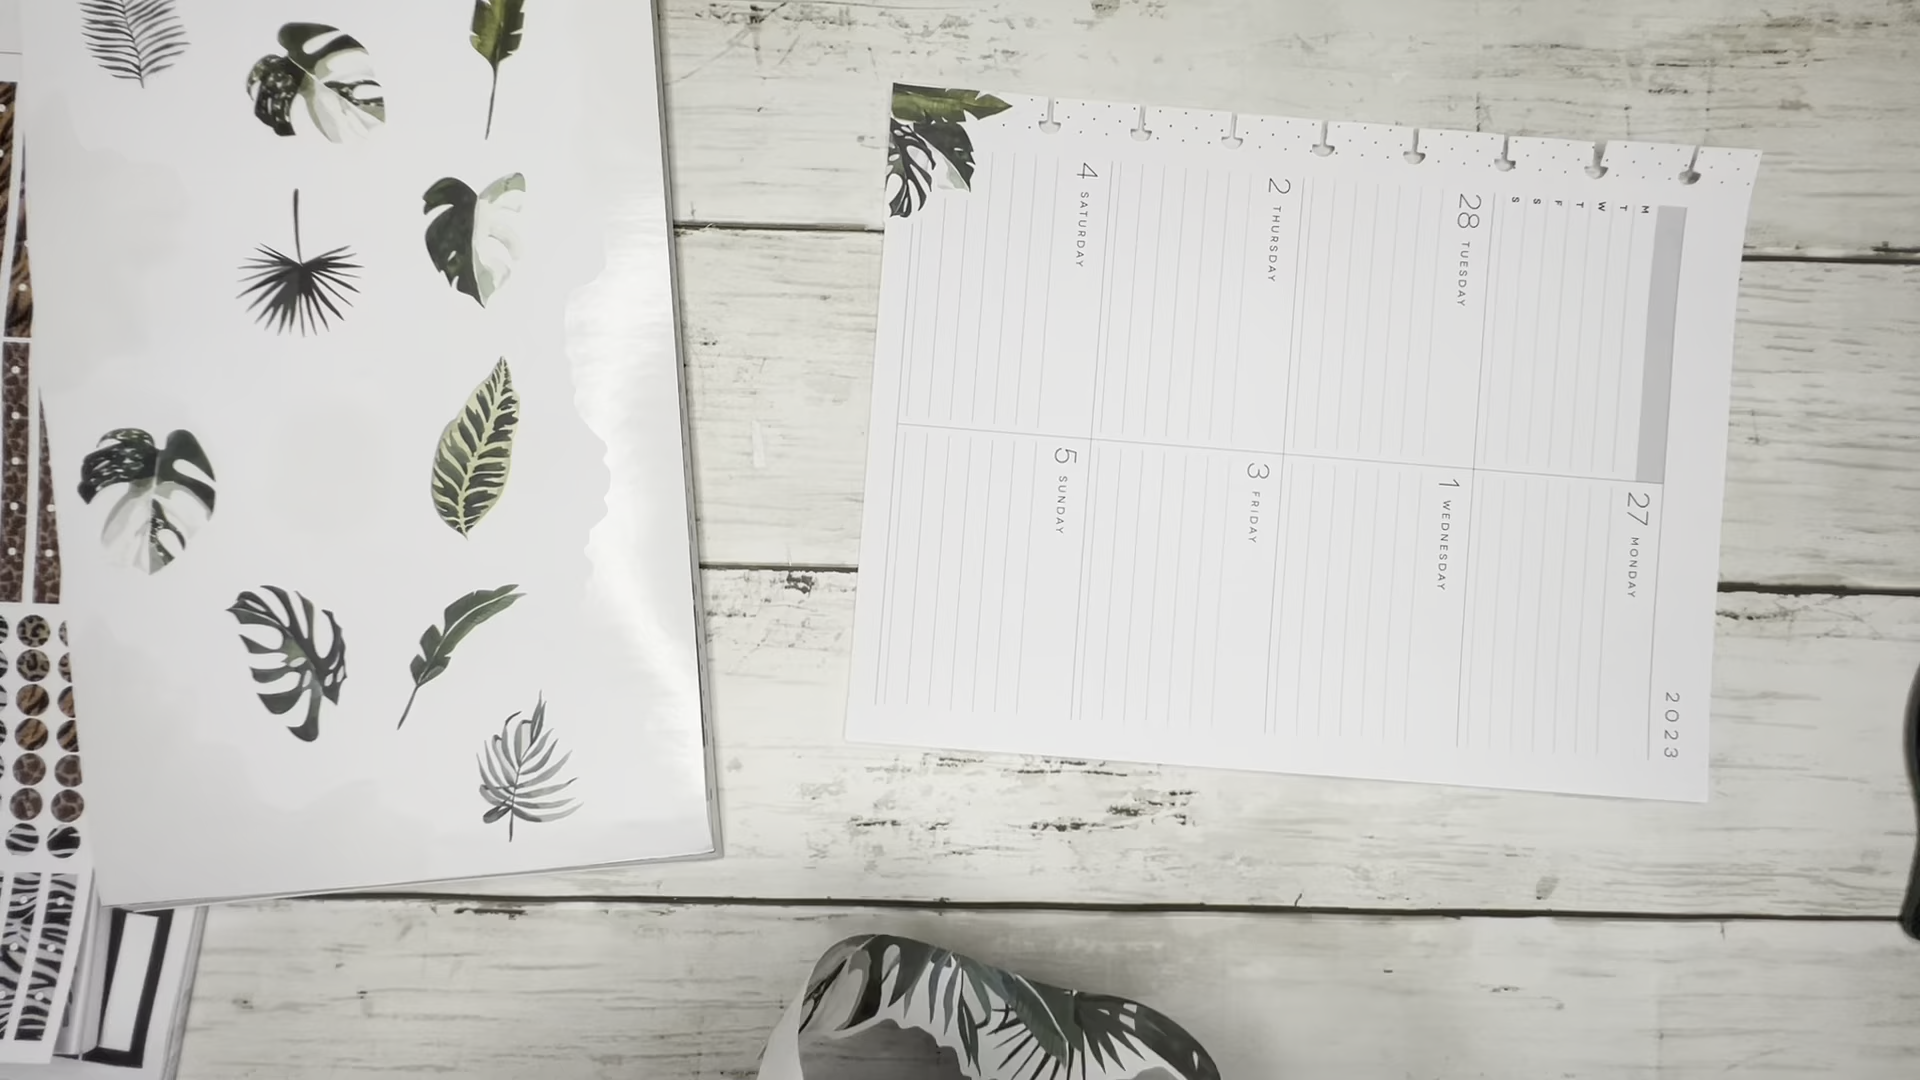 2023
M
T
W
T
F
S
S
27 MONDAY
28 TUESDAY
1 WEDNESDAY
2 THURSDAY
3 FRIDAY
4 SATURDAY
5 SUNDAY